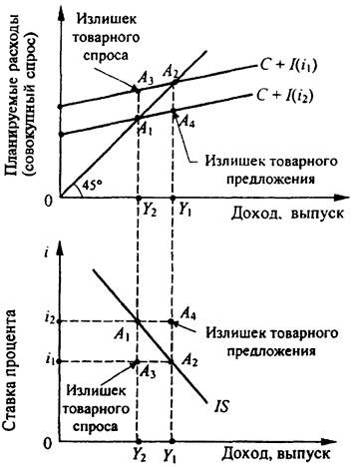 Планируемые расходы
(совокупный спрос)
Излишек
товарного
спроса
A₃
A₂
C + I(i₁)
C + I(i₂)
A₁
A₄
Излишек товарного
предложения
45°
0
Y₂
Y₁
Доход, выпуск
Ставка процента
i
i₂
A₁
A₄
Излишек товарного
предложения
i₁
A₃
A₂
Излишек
товарного
спроса
IS
0
Y₂
Y₁
Доход, выпуск